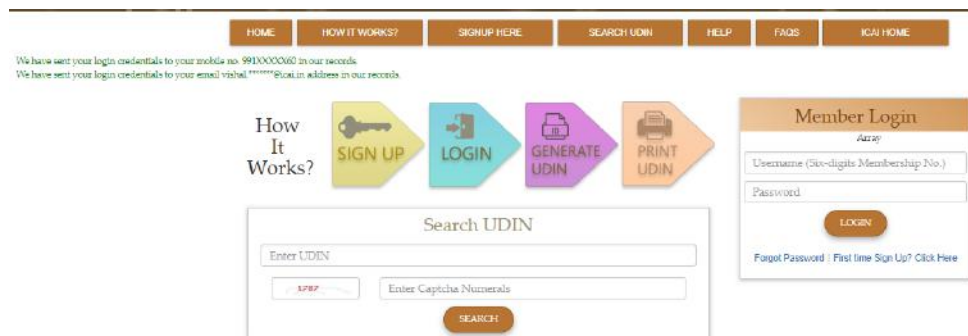 HOME HOW IT WORKS? SIGNUP HERE SEARCH UDIN HELP FAQS ICAI HOME
We have sent your login credentials to your mobile no. 991XXXXX60 in our records.
We have sent your login credentials to your email vishal.*******@icai.in address in our records.
How
It
Works?
SIGN UP
LOGIN
GENERATE
UDIN
PRINT
UDIN
Member Login
Array
Username (Six-digits Membership No.)
Password
LOGIN
Forgot Password | First time Sign Up? Click Here
Search UDIN
Enter UDIN
1787 Enter Captcha Numerals
SEARCH